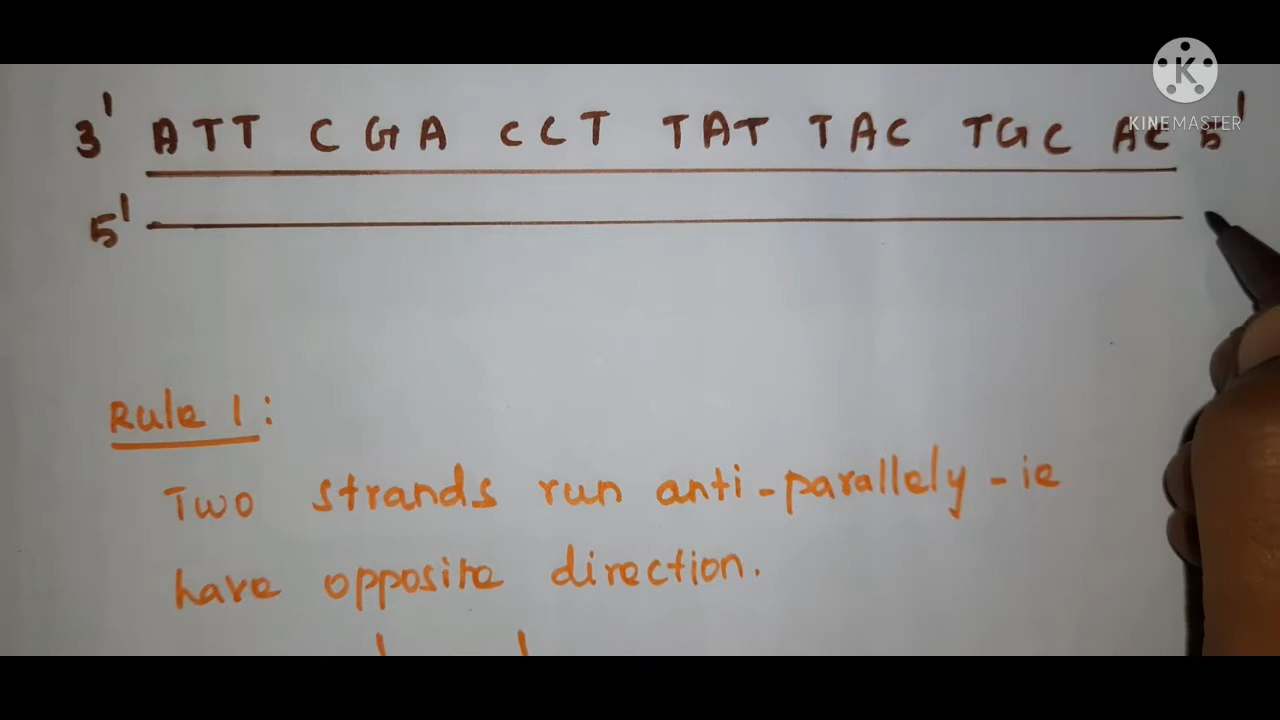 3' ATT CGA CCT TAT TAC TGC AC 5'
5'
Rule 1:
Two strands run anti-parallely - ie
have opposite direction.
K
KINEMASTER